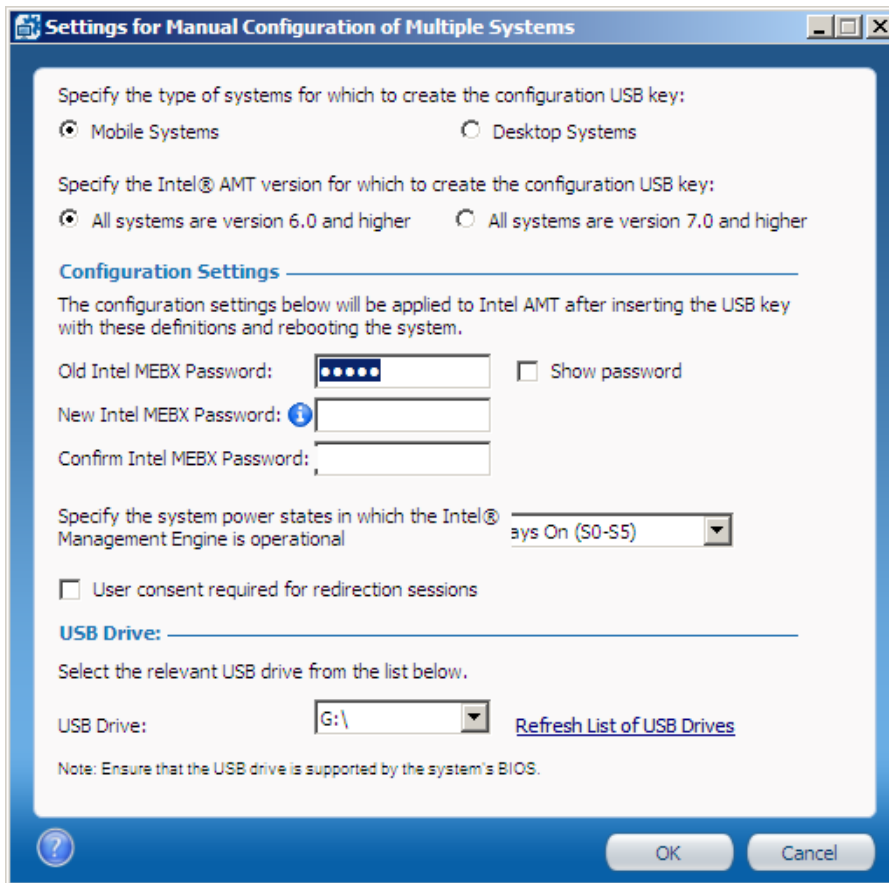 Settings for Manual Configuration of Multiple Systems
Specify the type of systems for which to create the configuration USB key:
Mobile Systems
Desktop Systems
Specify the Intel® AMT version for which to create the configuration USB key:
All systems are version 6.0 and higher
All systems are version 7.0 and higher
Configuration Settings
The configuration settings below will be applied to Intel AMT after inserting the USB key
with these definitions and rebooting the system.
Old Intel MEBX Password:
•••••
Show password
New Intel MEBX Password:
Confirm Intel MEBX Password:
Specify the system power states in which the Intel®
Management Engine is operational
ays On (S0-S5)
User consent required for redirection sessions
USB Drive:
Select the relevant USB drive from the list below.
USB Drive:
G:\
Refresh List of USB Drives
Note: Ensure that the USB drive is supported by the system's BIOS.
?
OK
Cancel